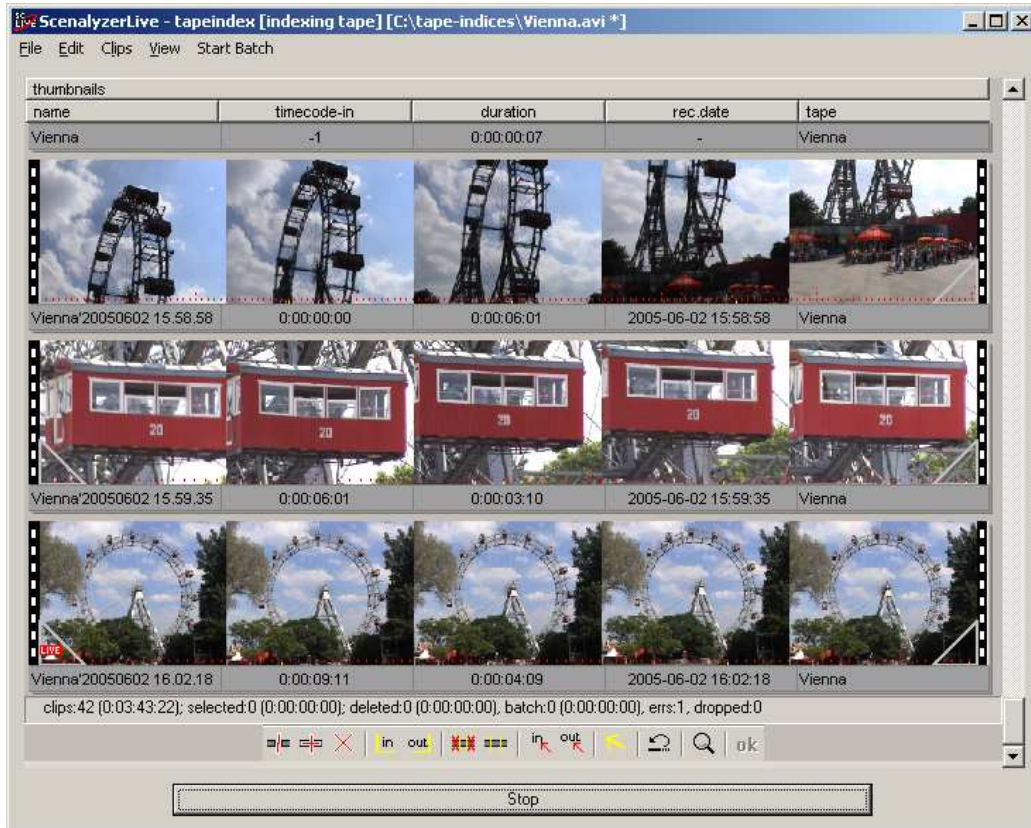 ScenalyzerLive - tapeindex [indexing tape] [C:\tape-indices\Vienna.avi *]
File Edit Clips View Start Batch
thumbnails
name timecode-in duration rec.date tape
Vienna -1 0:00:00:07 - Vienna
Vienna'20050602 15.58.58 0:00:00:00 0:00:06:01 2005-06-02 15:58:58 Vienna
20 20 20 20 20
Vienna'20050602 15.59.35 0:00:06:01 0:00:03:10 2005-06-02 15:59:35 Vienna
LIVE
Vienna'20050602 16.02.18 0:00:09:11 0:00:04:09 2005-06-02 16:02:18 Vienna
clips:42 (0:03:43:22); selected:0 (0:00:00:00); deleted:0 (0:00:00:00), batch:0 (0:00:00:00), errs:1, dropped:0
in out in out ok
Stop